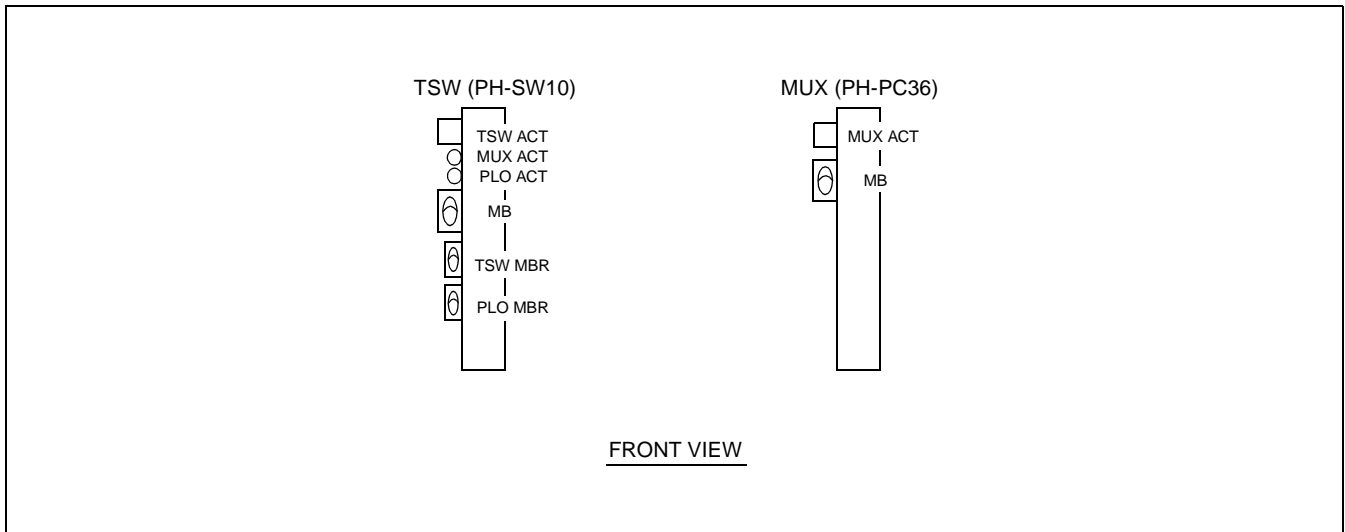 TSW (PH-SW10)
TSW ACT
MUX ACT
PLO ACT
MB
TSW MBR
PLO MBR
MUX (PH-PC36)
MUX ACT
MB
FRONT VIEW